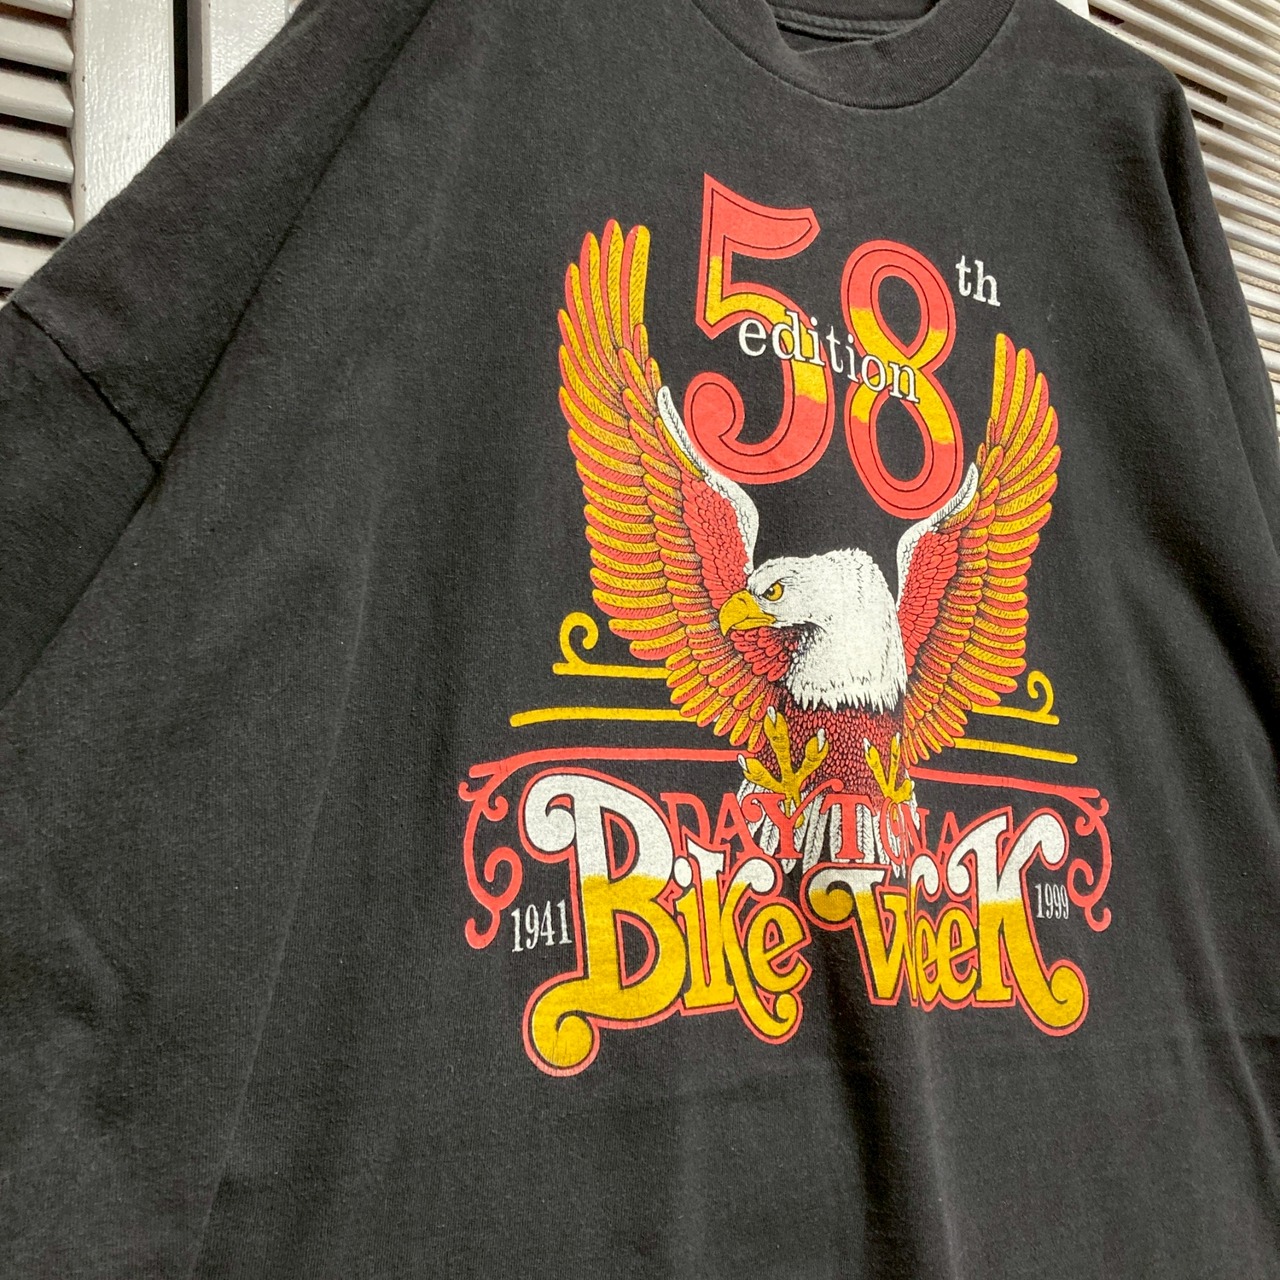 58th
edition
DAYTONA
1941 Bike Week 1999